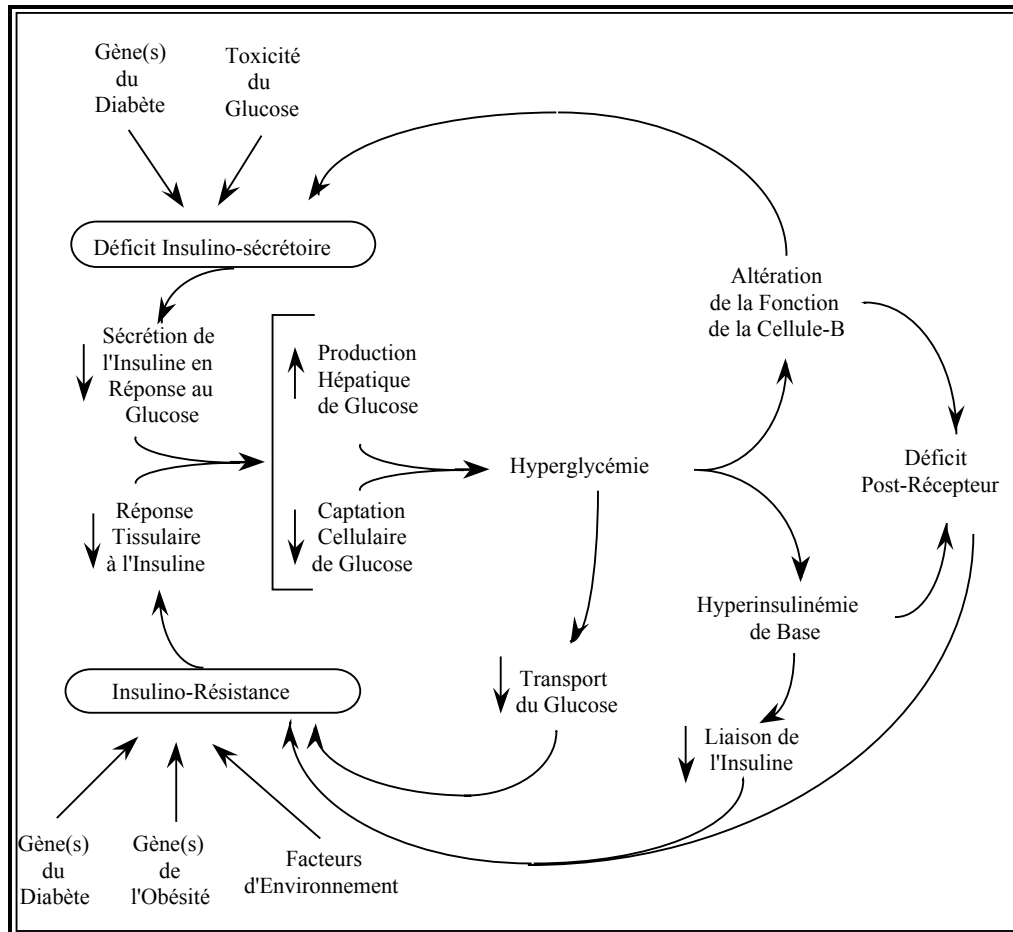 Gène(s)
du
Diabète
Toxicité
du
Glucose
Déficit Insulino-sécrétoire
Sécrétion de
l'Insuline en
Réponse au
Glucose
Production
Hépatique
de Glucose
Altération
de la Fonction
de la Cellule-B
Hyperglycémie
Déficit
Post-Récepteur
Réponse
Tissulaire
à l'Insuline
Captation
Cellulaire
de Glucose
Hyperinsulinémie
de Base
Insulino-Résistance
Transport
du Glucose
Liaison de
l'Insuline
Gène(s)
du
Diabète
Gène(s)
de
l'Obésité
Facteurs
d'Environnement